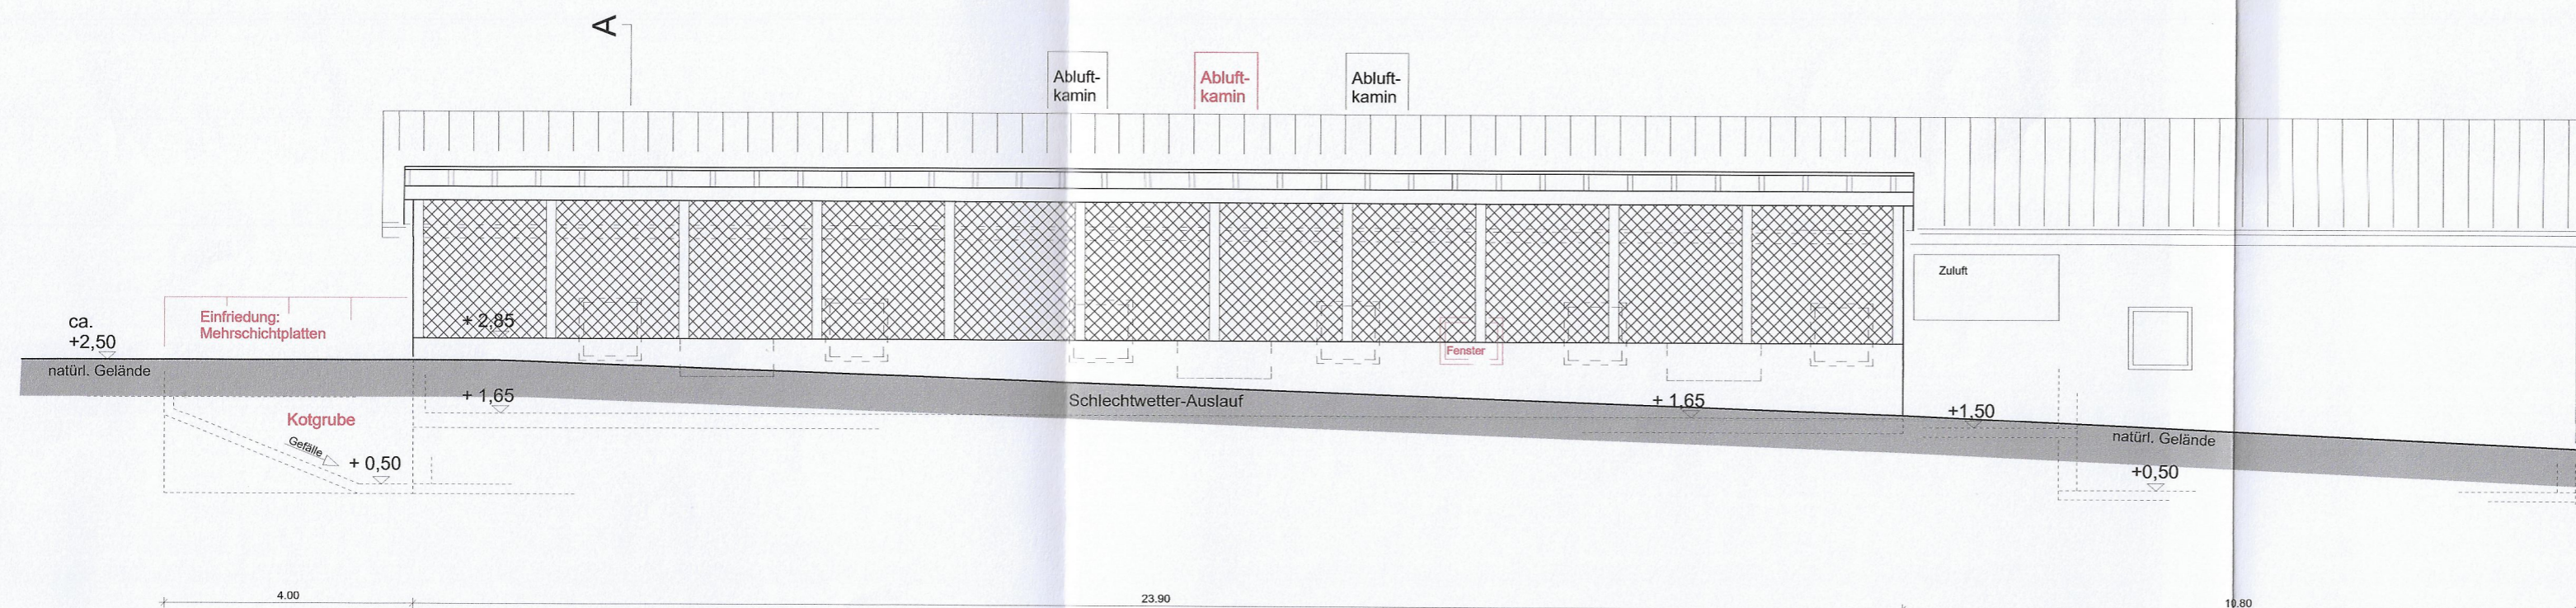 A
Abluft-
kamin
Abluft-
kamin
Abluft-
kamin
Zuluft
Einfriedung:
Mehrschichtplatten
ca.
+2,50
+ 2,85
Fenster
natürl. Gelände
+ 1,65
Schlechtwetter-Auslauf
+ 1,65
+1,50
Kotgrube
Gefälle
+ 0,50
natürl. Gelände
+0,50
4.00
23.90
10.80